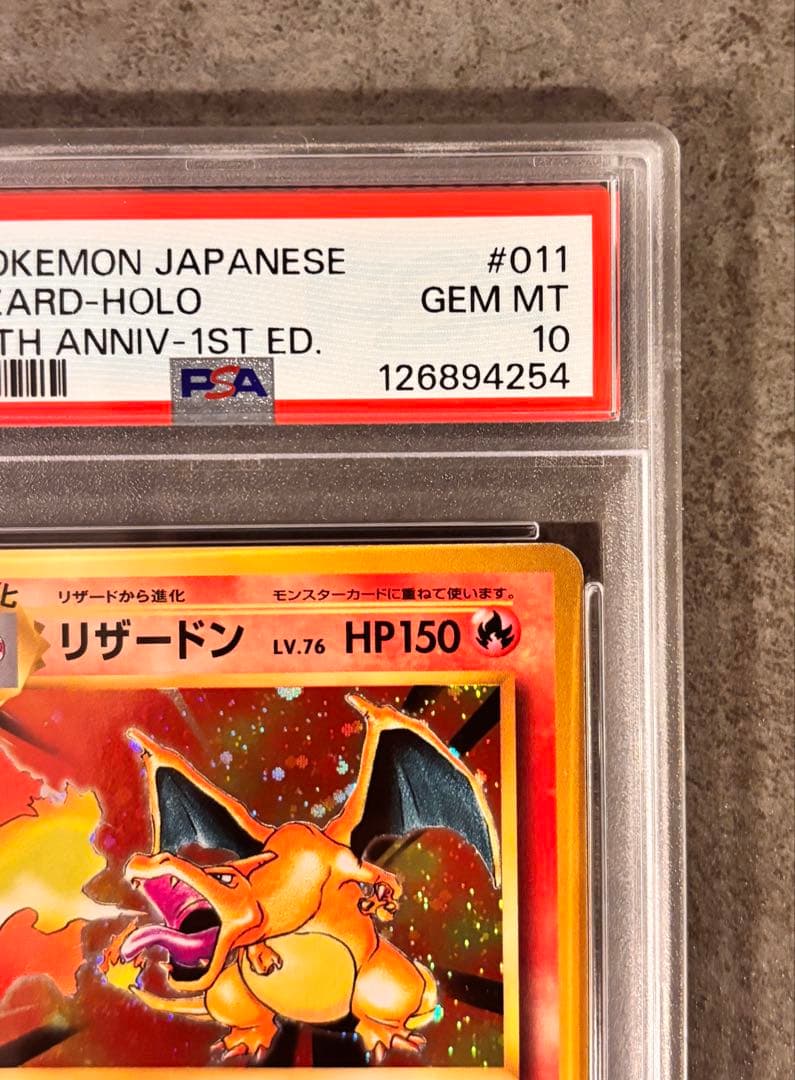 OKEMON JAPANESE #011
ZARD-HOLO GEM MT
TH ANNIV-1ST ED. 10
PSA 126894254
化 リザードから進化 モンスターカードに重ねて使います。
リザードン LV.76 HP150